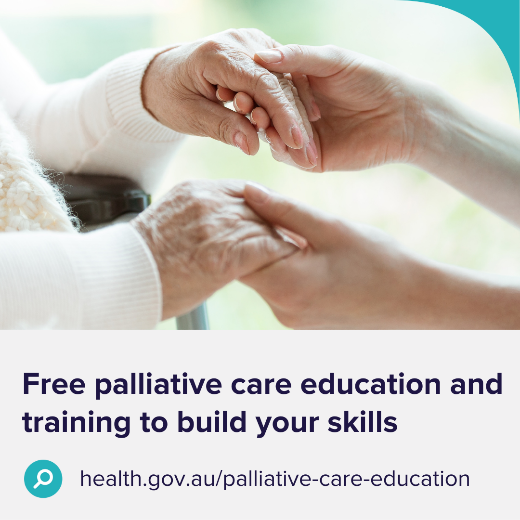 Free palliative care education and
training to build your skills
health.gov.au/palliative-care-education